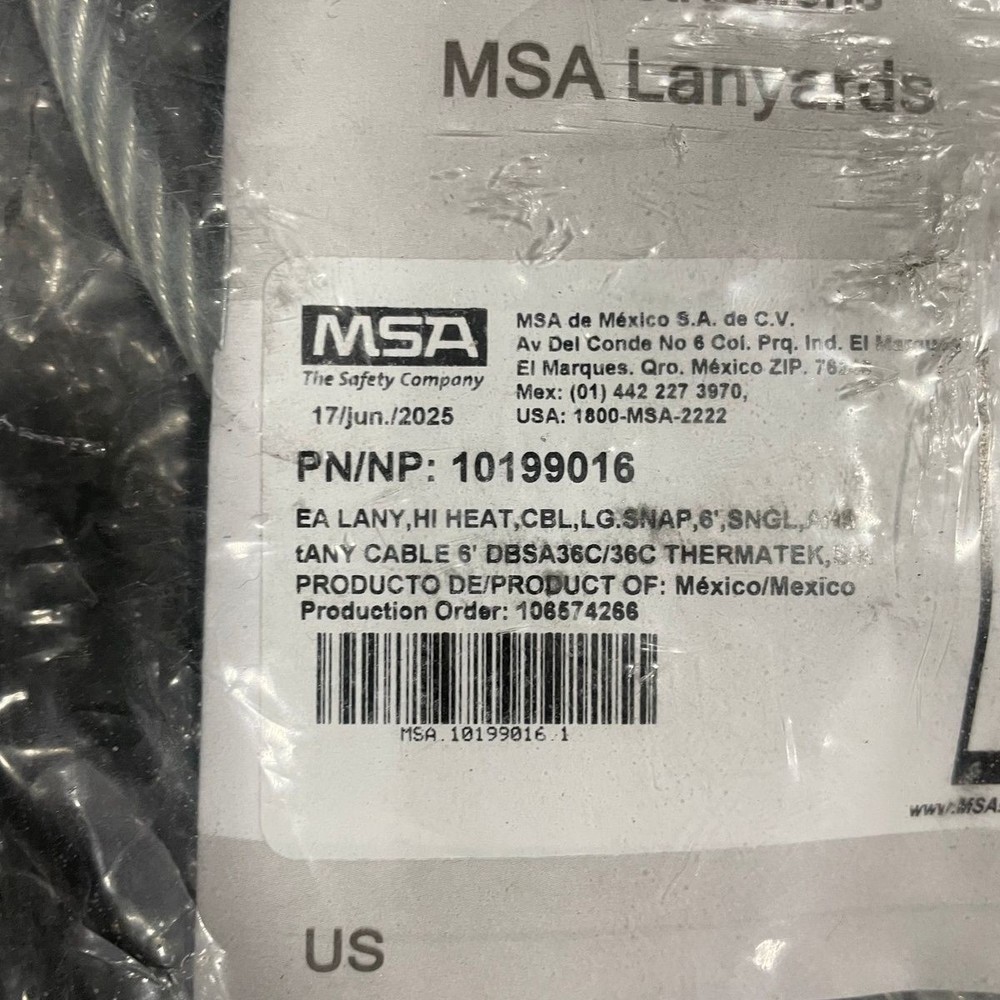 MSA Lanyards
MSA
The Safety Company
17/jun./2025
MSA de México S.A. de C.V.
Av Del Conde No 6 Col. Prq. Ind. El
El Marques. Qro. México ZIP.
Mex: (01) 442 227 3970,
USA: 1800-MSA-2222
PN/NP: 10199016
EA LANY,HI HEAT,CBL,LG.SNAP,6',SNGL,
tANY CABLE 6' DBSA36C/36C THERMATEK,
PRODUCTO DE/PRODUCT OF: México/Mexico
Production Order: 106574266
MSA.10199016.1
www.MSA
US